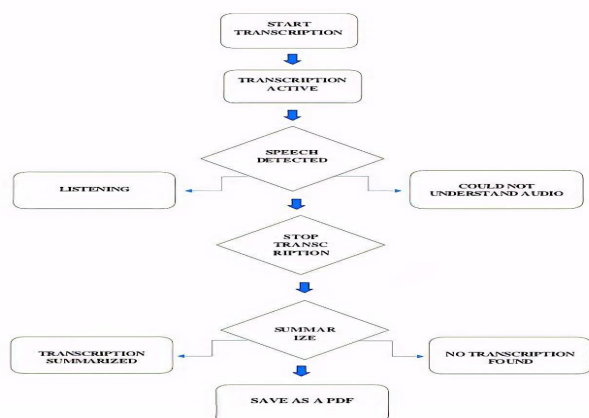 START
TRANSCRIPTION
TRANSCRIPTION
ACTIVE
SPEECH
DETECTED
LISTENING
COULD NOT
UNDERSTAND AUDIO
STOP
TRANSC
RIPTION
SUMMAR
IZE
TRANSCRIPTION
SUMMARIZED
NO TRANSCRIPTION
FOUND
SAVE AS A PDF